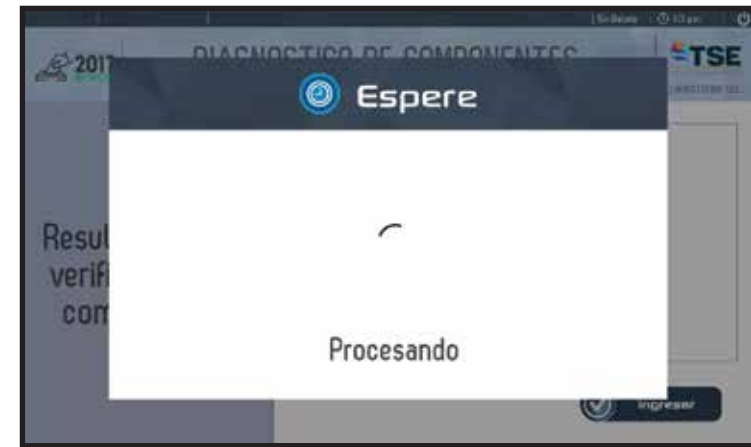 2017
DIAGNOSTICO DE COMPONENTES
TSE
Espere
Resul
verifi
com
Procesando
Ingresar